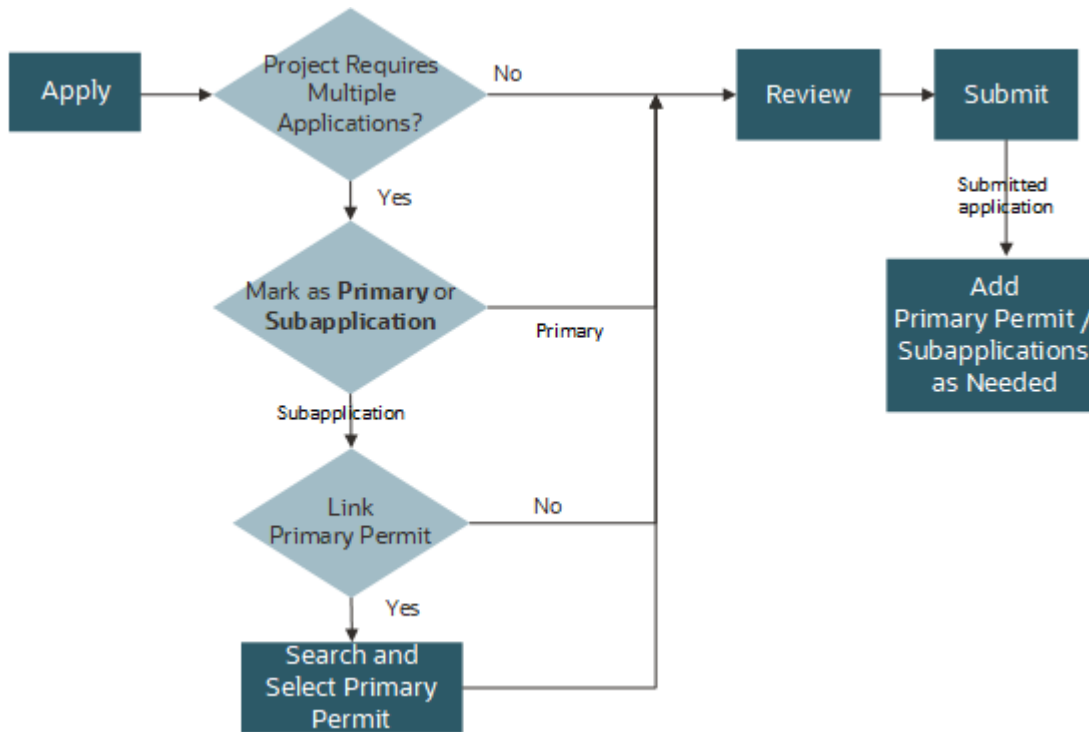 Apply
Project Requires
Multiple
Applications?
No
Review
Submit
Yes
Submitted
application
Mark as Primary or
Subapplication
Primary
Add
Primary Permit /
Subapplications
as Needed
Subapplication
Link
Primary Permit
No
Yes
Search and
Select Primary
Permit